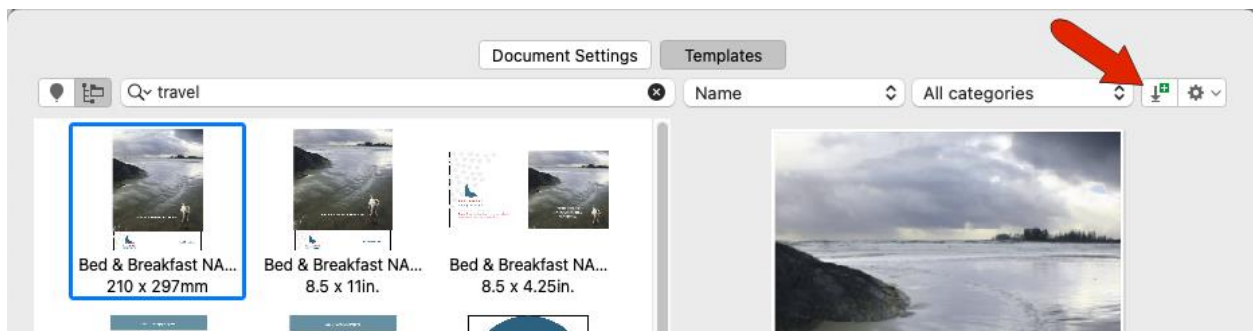 Document Settings
Templates
travel
Name
All categories
Bed & Breakfast NA...
210 x 297mm
Bed & Breakfast NA...
8.5 x 11in.
Bed & Breakfast NA...
8.5 x 4.25in.